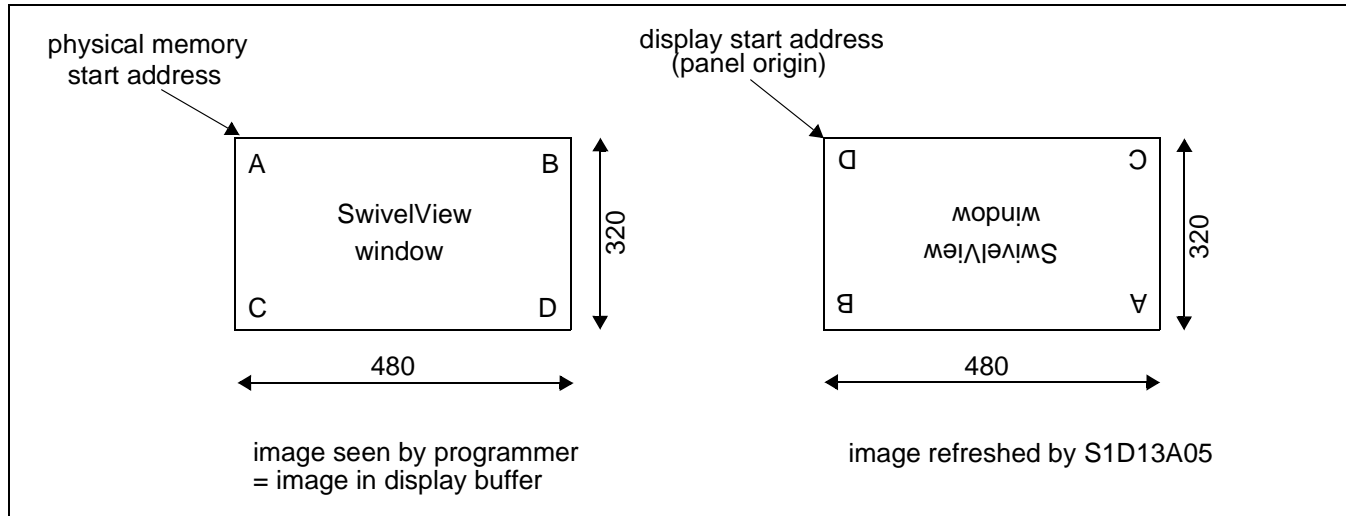 physical memory
start address
A
B
SwivelView
window
C
D
320
480
image seen by programmer
= image in display buffer
display start address
(panel origin)
D
C
window
SwivelView
B
A
320
480
image refreshed by S1D13A05